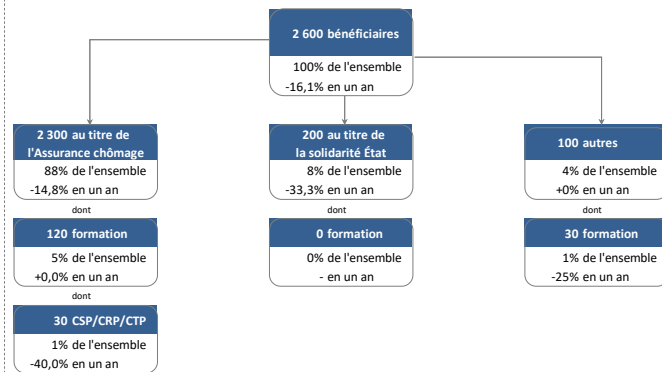 2 600 bénéficiaires
100% de l'ensemble
-16,1% en un an
2 300 au titre de
l'Assurance chômage
88% de l'ensemble
-14,8% en un an
dont
120 formation
5% de l'ensemble
+0,0% en un an
dont
30 CSP/CRP/CTP
1% de l'ensemble
-40,0% en un an
200 au titre de
la solidarité État
8% de l'ensemble
-33,3% en un an
dont
0 formation
0% de l'ensemble
- en un an
100 autres
4% de l'ensemble
+0% en un an
dont
30 formation
1% de l'ensemble
-25% en un an